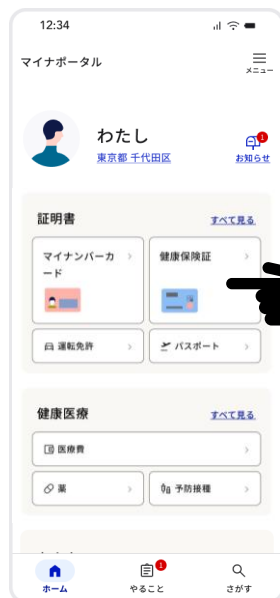 12:34
マイナポータル
メニュー
わたし
東京都 千代田区
1
お知らせ
証明書
すべて見る
マイナンバーカ
ード
健康保険証
運転免許
パスポート
健康医療
すべて見る
医療費
薬
予防接種
ホーム
1
やること
さがす